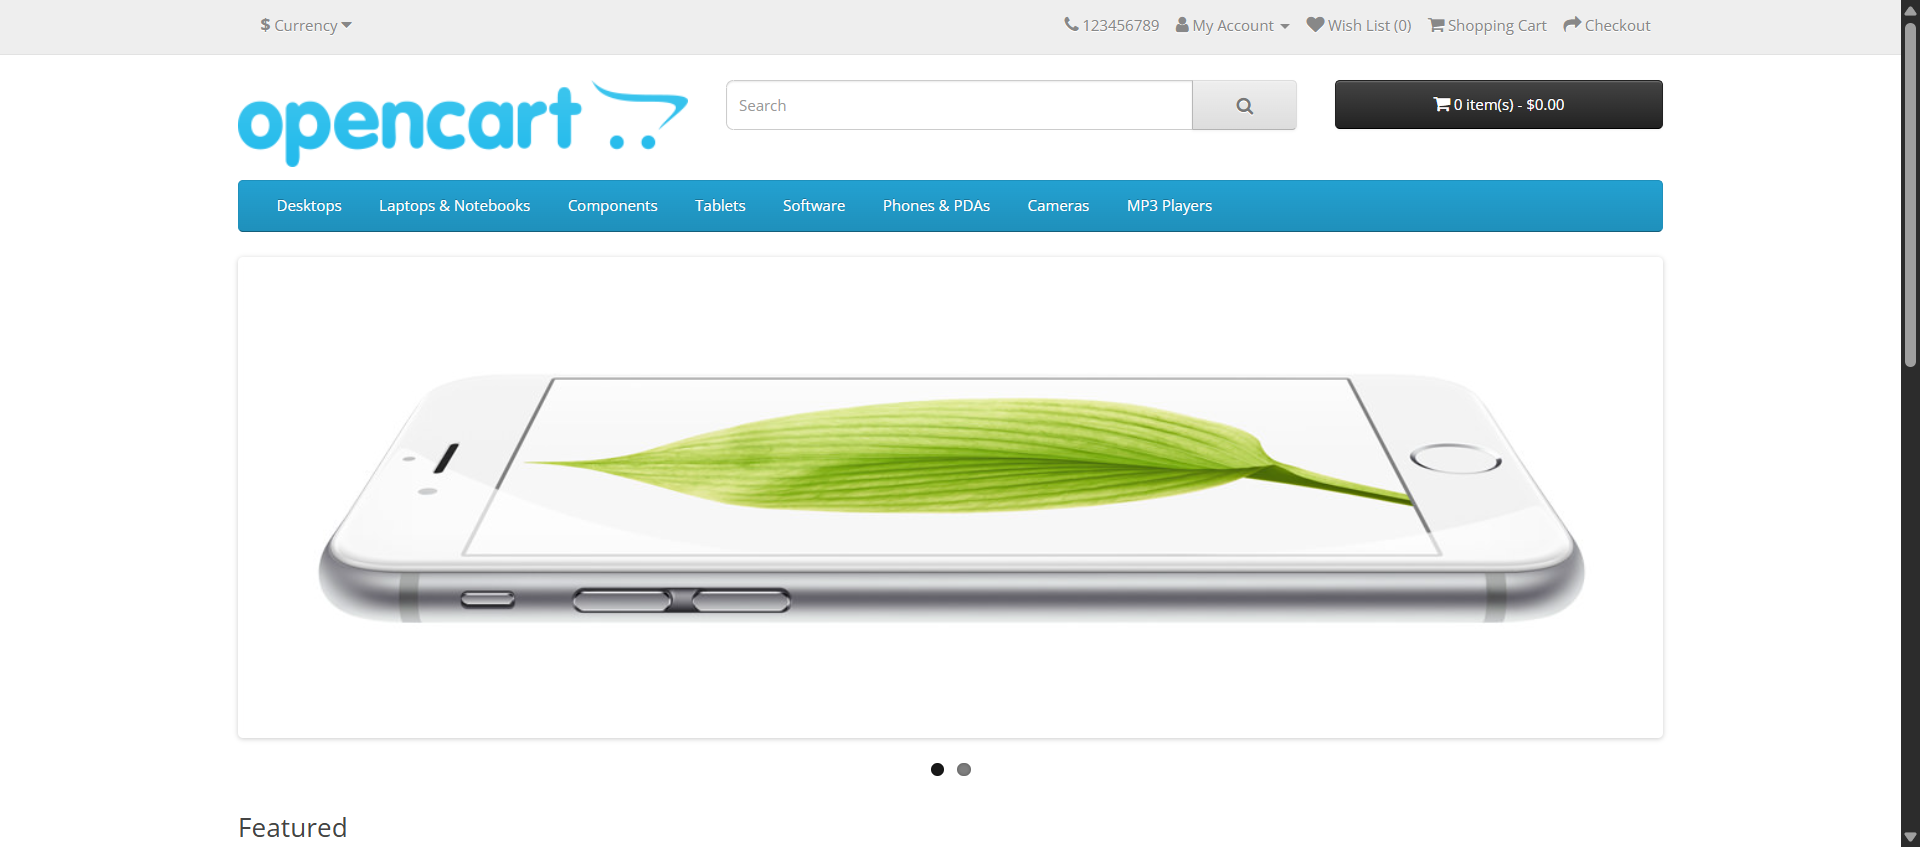 $ Currency
123456789 My Account Wish List (0) Shopping Cart Checkout
opencart
Search
0 item(s) - $0.00
Desktops Laptops & Notebooks Components Tablets Software Phones & PDAs Cameras MP3 Players
Featured